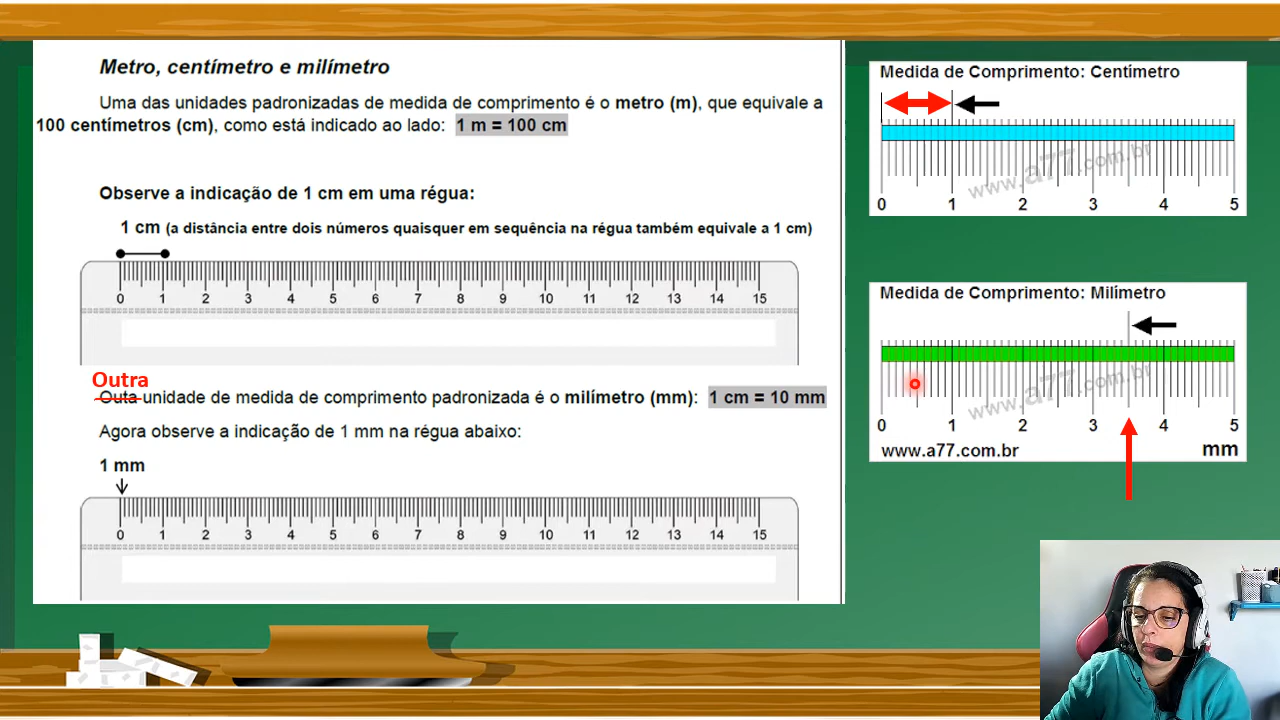 Metro, centímetro e milímetro
Uma das unidades padronizadas de medida de comprimento é o metro (m), que equivale a
100 centímetros (cm), como está indicado ao lado: 1 m = 100 cm
Observe a indicação de 1 cm em uma régua:
1 cm (a distância entre dois números quaisquer em sequência na régua também equivale a 1 cm)
0 1 2 3 4 5 6 7 8 9 10 11 12 13 14 15
Outra
Outa unidade de medida de comprimento padronizada é o milímetro (mm): 1 cm = 10 mm
Agora observe a indicação de 1 mm na régua abaixo:
1 mm
0 1 2 3 4 5 6 7 8 9 10 11 12 13 14 15
Medida de Comprimento: Centímetro
www.a77.com.br
0 1 2 3 4 5
Medida de Comprimento: Milímetro
www.a77.com.br
0 1 2 3 4 5
www.a77.com.br mm